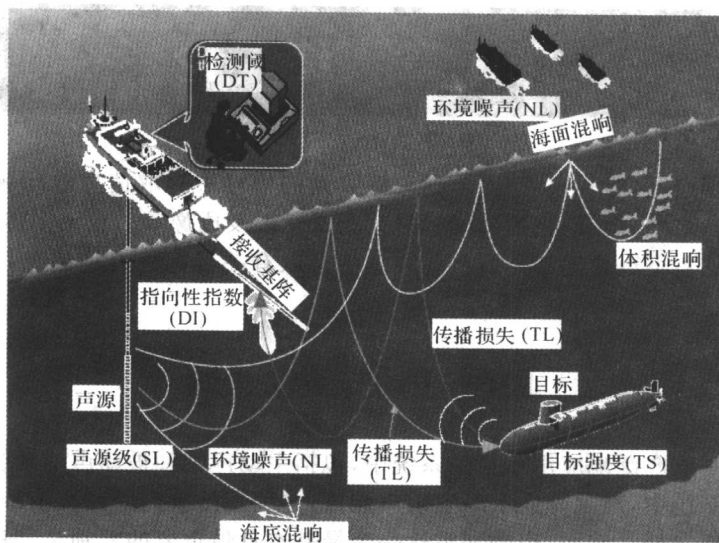 检测阈
(DT)
环境噪声(NL)
海面混响
接收基阵
体积混响
指向性指数
(DI)
传播损失(TL)
目标
声源
声源级(SL)
环境噪声(NL
传播损失
(TL)
目标强度(TS)
海底混响